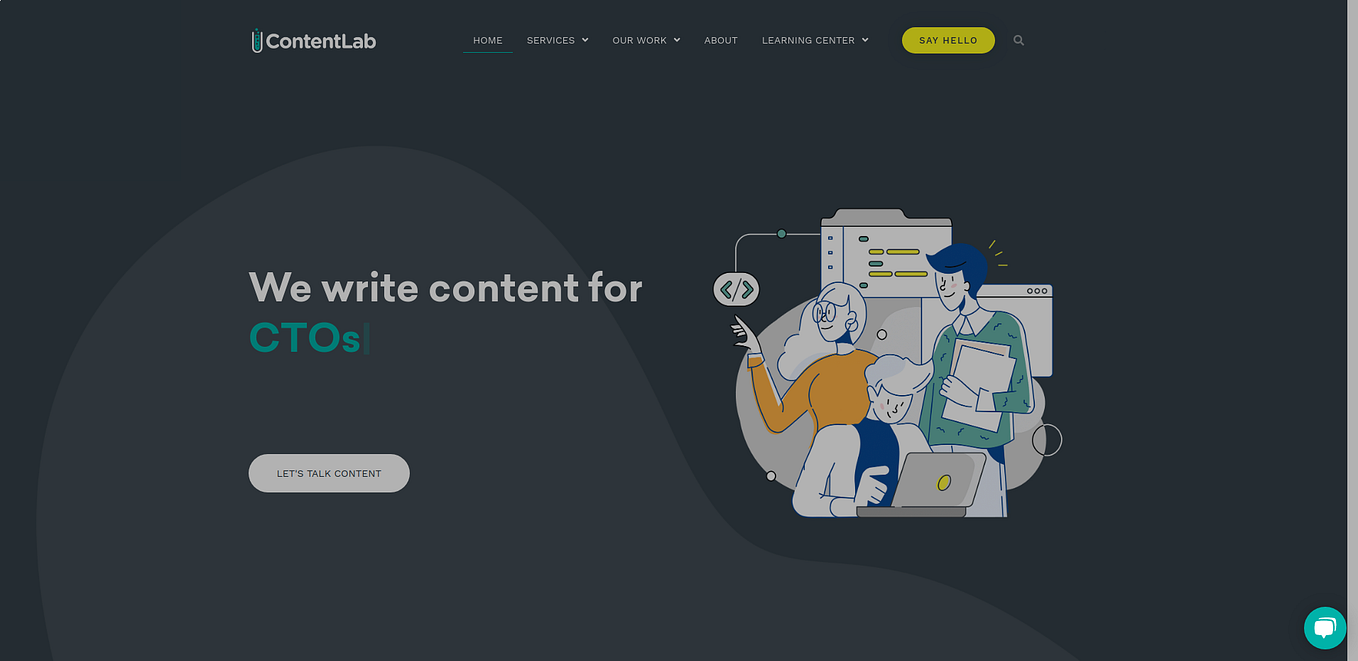 ContentLab
HOME SERVICES OUR WORK ABOUT LEARNING CENTER SAY HELLO
We write content for
CTOs
LET'S TALK CONTENT